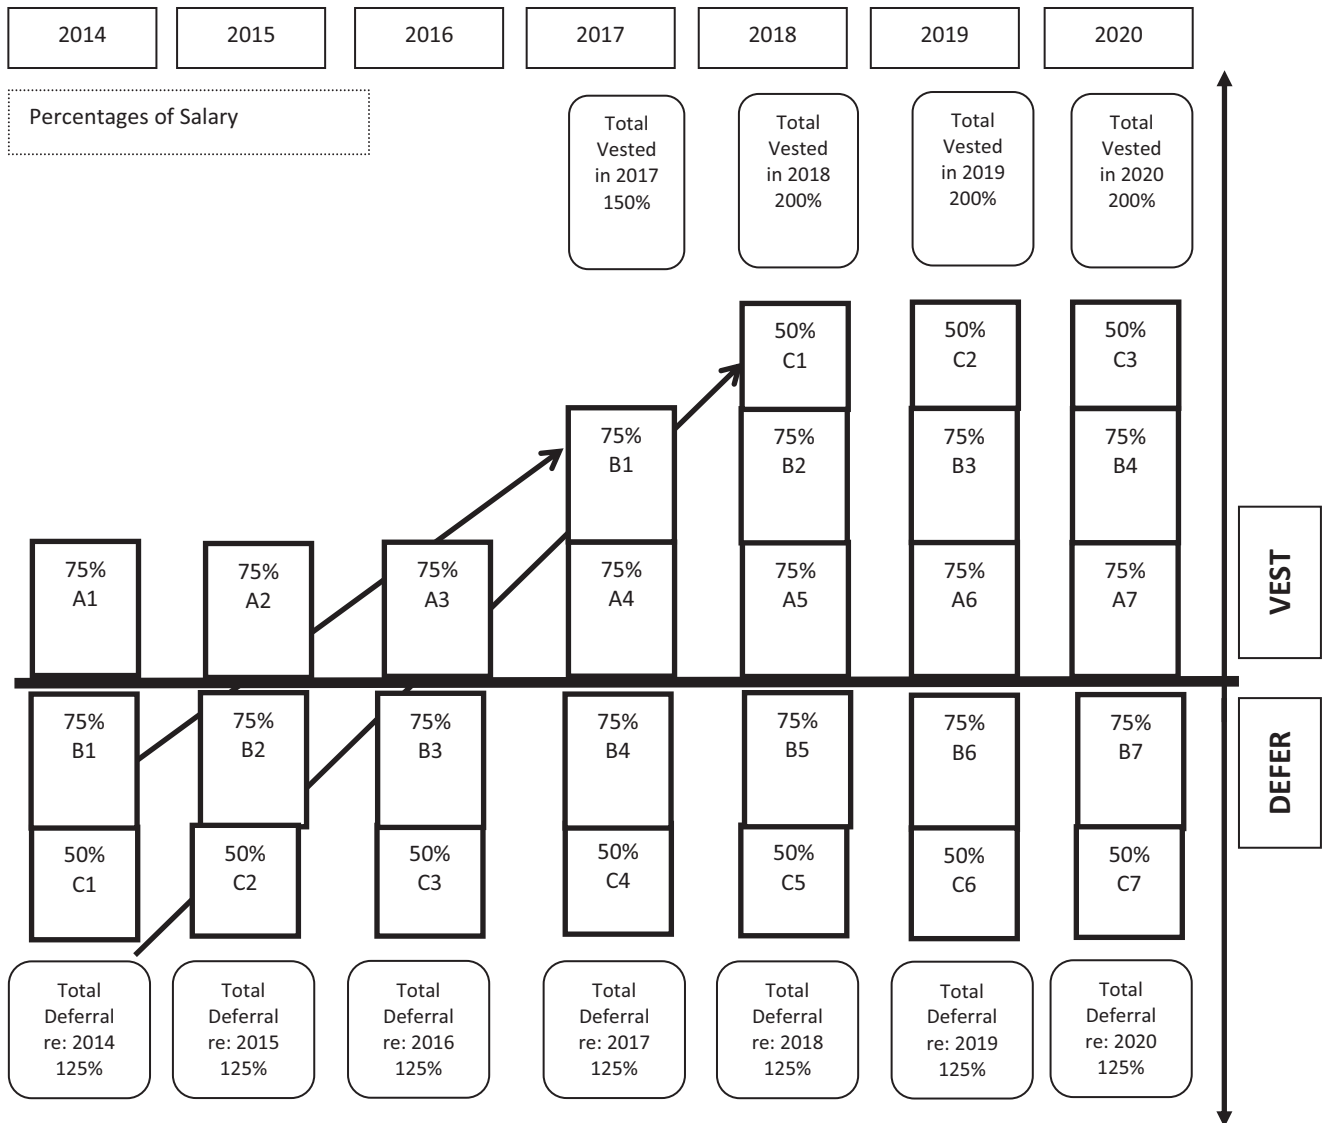 2014
2015
2016
2017
2018
2019
2020
Percentages of Salary
Total
Vested
in 2017
150%
Total
Vested
in 2018
200%
Total
Vested
in 2019
200%
Total
Vested
in 2020
200%
50%
C1
50%
C2
50%
C3
75%
B1
75%
B2
75%
B3
75%
B4
75%
A1
75%
A2
75%
A3
75%
A4
75%
A5
75%
A6
75%
A7
VEST
75%
B1
75%
B2
75%
B3
75%
B4
75%
B5
75%
B6
75%
B7
DEFER
50%
C1
50%
C2
50%
C3
50%
C4
50%
C5
50%
C6
50%
C7
Total
Deferral
re: 2014
125%
Total
Deferral
re: 2015
125%
Total
Deferral
re: 2016
125%
Total
Deferral
re: 2017
125%
Total
Deferral
re: 2018
125%
Total
Deferral
re: 2019
125%
Total
Deferral
re: 2020
125%